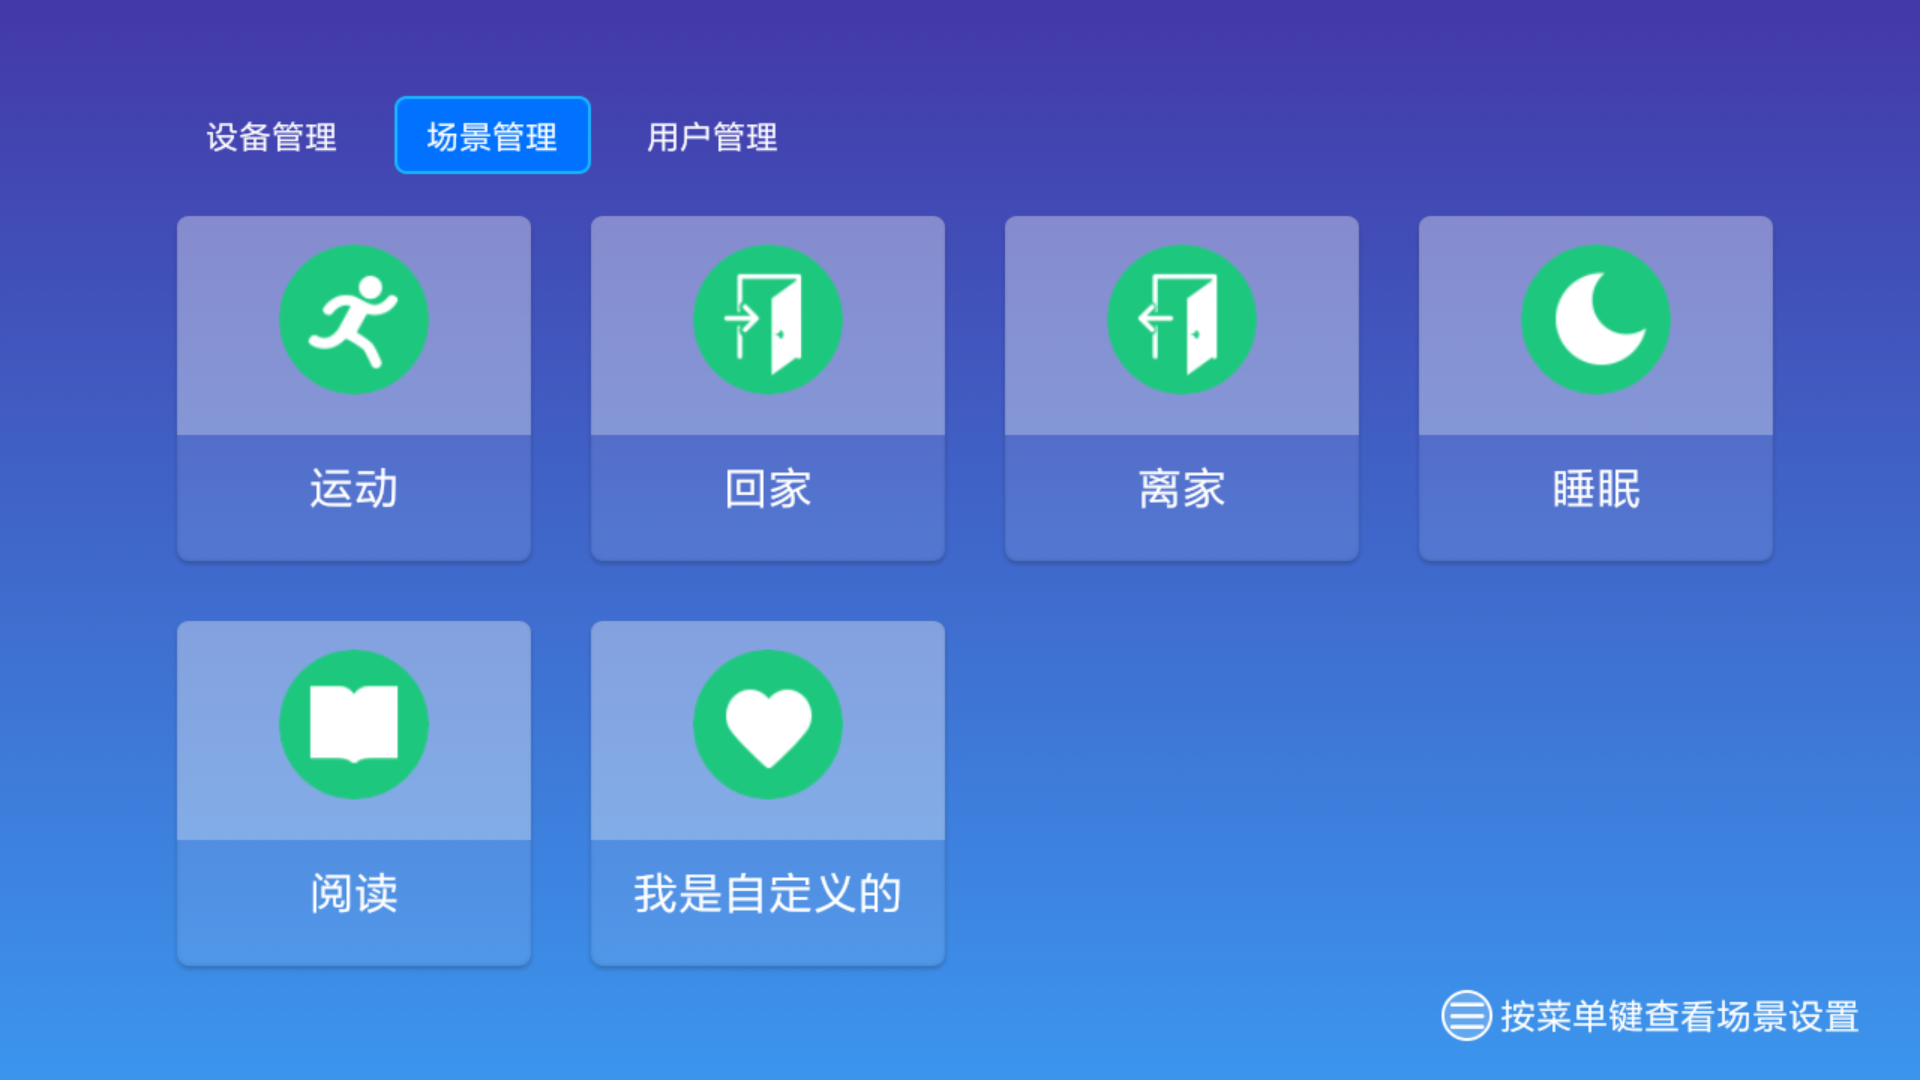 设备管理 场景管理 用户管理
运动 回家 离家 睡眠
阅读 我是自定义的
按菜单键查看场景设置